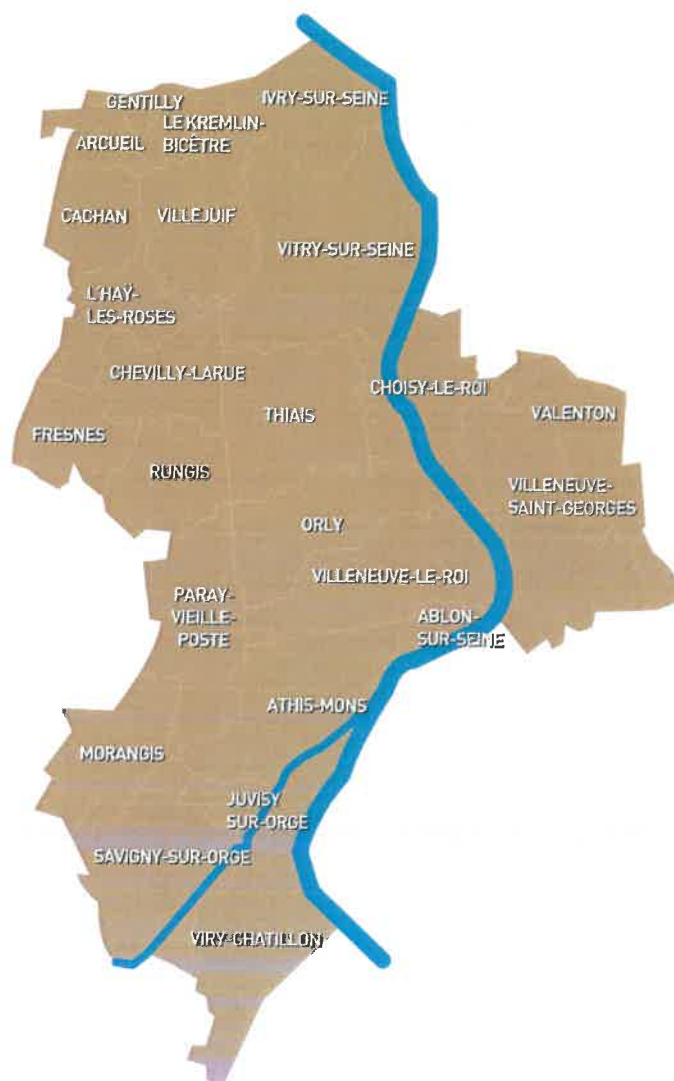 GENTILLY
IVRY-SUR-SEINE
LE KREMLIN-
BICÊTRE
ARCUEIL
CACHAN
VILLEJUIF
VITRY-SUR-SEINE
L'HAŸ-
LES-ROSES
CHEVILLY-LARUE
CHOISY-LE-ROI
THIAIS
VALENTON
FRESNES
RUNGIS
VILLENEUVE-
SAINT-GEORGES
ORLY
VILLENEUVE-LE-ROI
PARAY-
VIEILLE-
POSTE
ABLON-
SUR-SEINE
ATHIS-MONS
MORANGIS
JUVISY
SUR-ORGE
SAVIGNY-SUR-ORGE
VIRY-CHATILLON